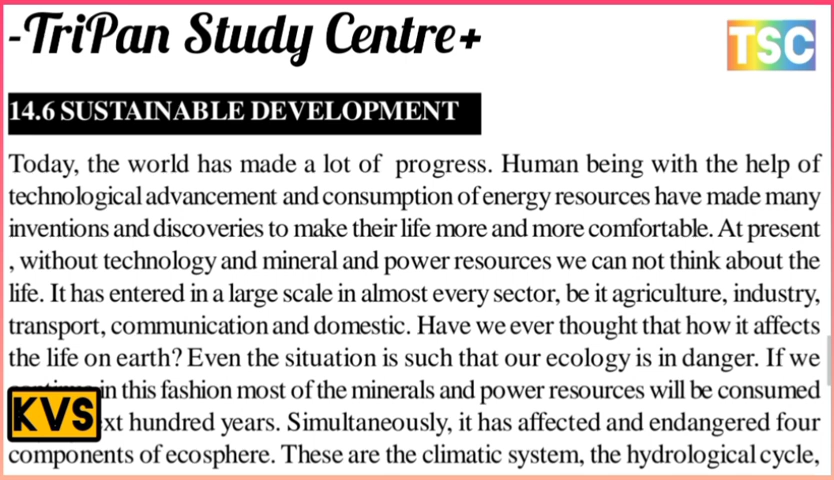 -TriPan Study Centre+
TSC
14.6 SUSTAINABLE DEVELOPMENT
Today, the world has made a lot of progress. Human being with the help of
technological advancement and consumption of energy resources have made many
inventions and discoveries to make their life more and more comfortable. At present
, without technology and mineral and power resources we can not think about the
life. It has entered in a large scale in almost every sector, be it agriculture, industry,
transport, communication and domestic. Have we ever thought that how it affects
the life on earth? Even the situation is such that our ecology is in danger. If we
in this fashion most of the minerals and power resources will be consumed
KVS
hundred years. Simultaneously, it has affected and endangered four
components of ecosphere. These are the climatic system, the hydrological cycle,